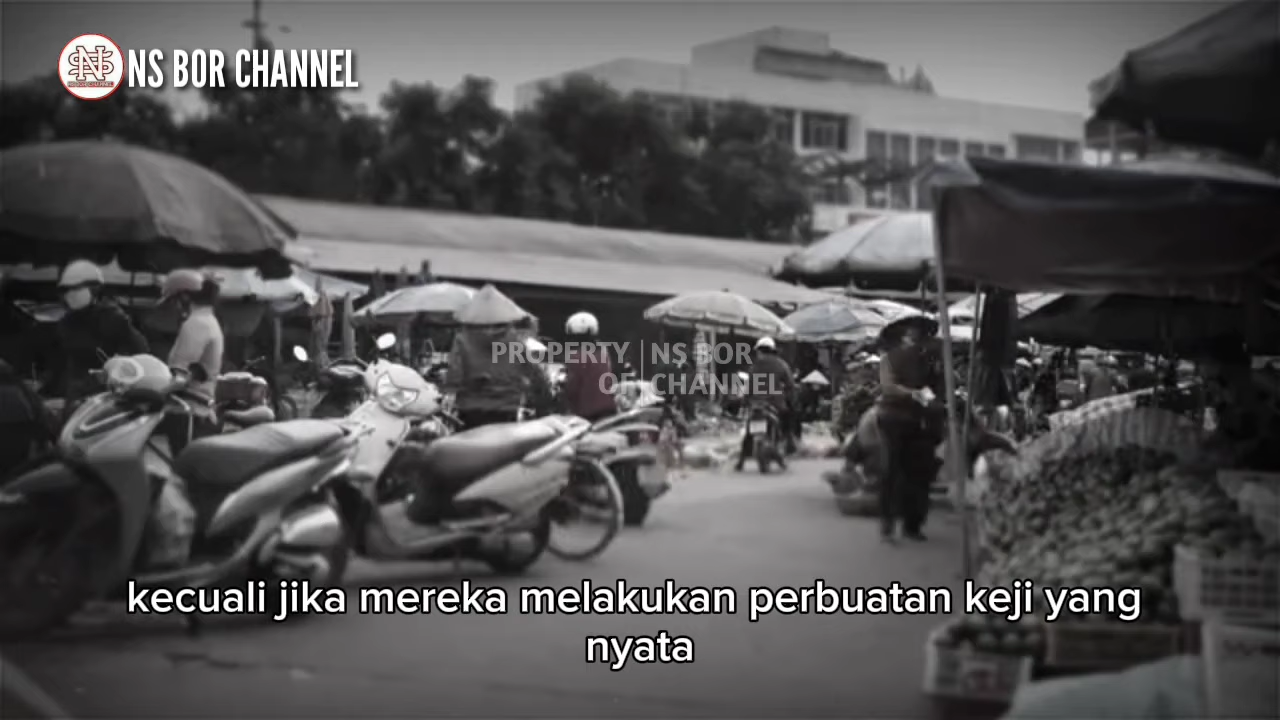 NS BOR CHANNEL
PROPERTY OF
NS BOR CHANNEL
kecuali jika mereka melakukan perbuatan keji yang
nyata